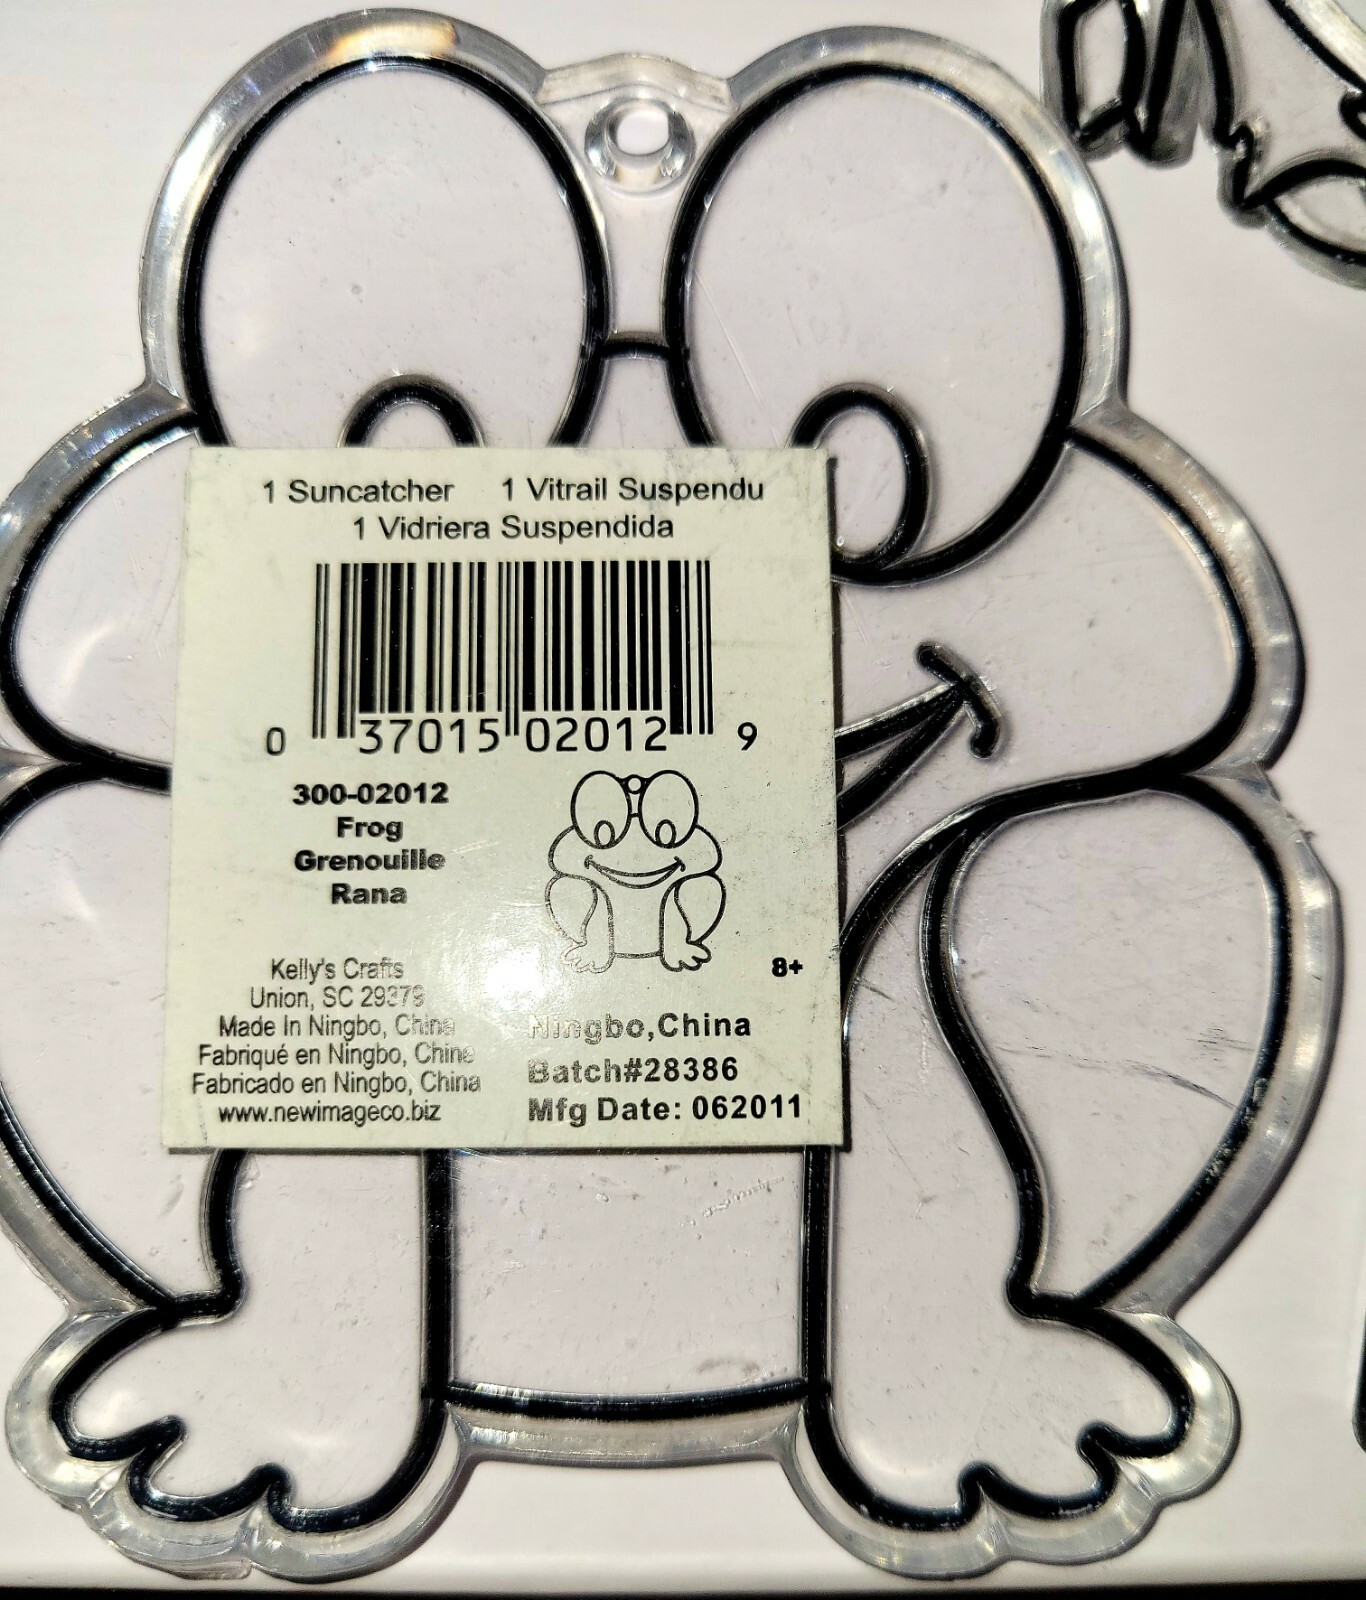 1 Suncatcher 1 Vitrail Suspendu
1 Vidriera Suspendida
0 37015 02012 9
300-02012
Frog
Grenouille
Rana
8+
Kelly's Crafts
Union, SC 29379
Made In Ningbo, China
Fabriqué en Ningbo, Chine
Fabricado en Ningbo, China
www.newimageco.biz
Ningbo,China
Batch#28386
Mfg Date: 062011